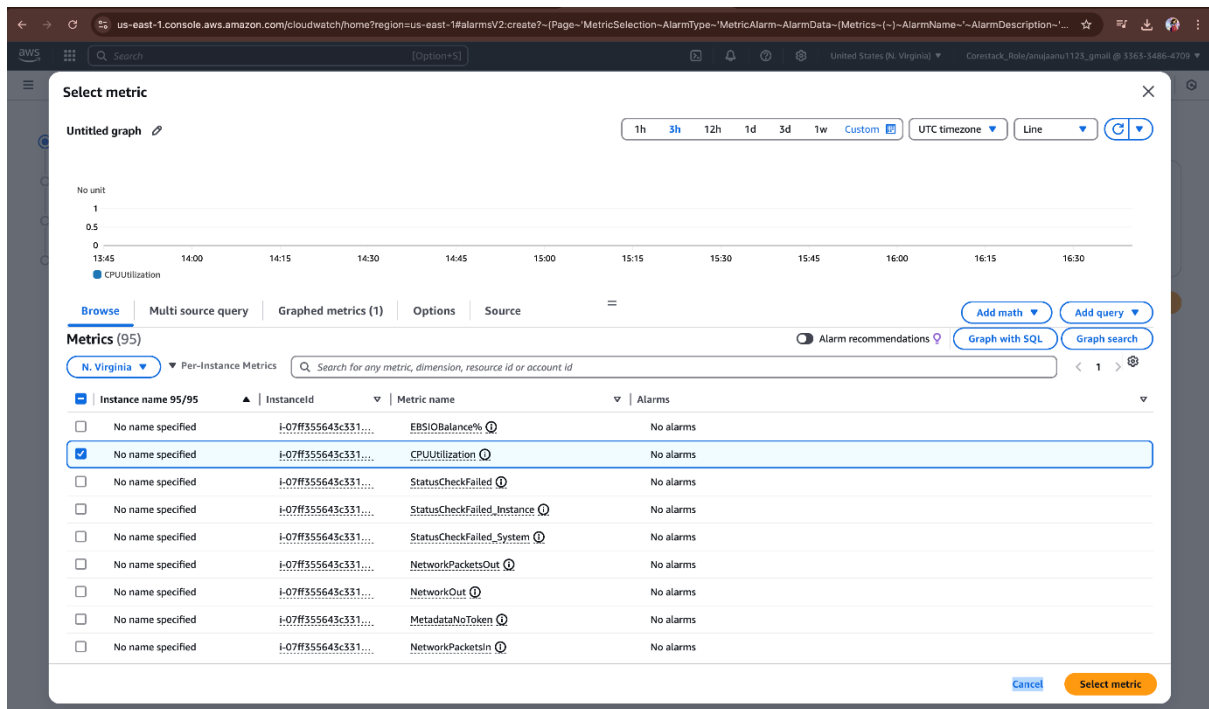 us-east-1.console.aws.amazon.com/cloudwatch/home?region=us-east-1#alarmsV2:create?~(Page~'MetricSelection~AlarmType~'MetricAlarm~AlarmData~(Metrics~(~)~AlarmName~'~AlarmDescription~'...
aws Search [Option+S] United States (N. Virginia) ▼ Corestack_Role/anujaanu1123_gmail @ 3363-3486-4709 ▼
Select metric
Untitled graph 1h 3h 12h 1d 3d 1w Custom UTC timezone ▼ Line ▼
No unit
1
0.5
0
13:45 14:00 14:15 14:30 14:45 15:00 15:15 15:30 15:45 16:00 16:15 16:30
CPUUtilization
Browse Multi source query Graphed metrics (1) Options Source Add math ▼ Add query ▼
Metrics (95) Alarm recommendations Graph with SQL Graph search
N. Virginia ▼ ▼ Per-Instance Metrics Search for any metric, dimension, resource id or account id < 1 >
Instance name 95/95 InstanceId Metric name Alarms
No name specified i-07ff355643c331... EBSIOBalance% No alarms
No name specified i-07ff355643c331... CPUUtilization No alarms
No name specified i-07ff355643c331... StatusCheckFailed No alarms
No name specified i-07ff355643c331... StatusCheckFailed_Instance No alarms
No name specified i-07ff355643c331... StatusCheckFailed_System No alarms
No name specified i-07ff355643c331... NetworkPacketsOut No alarms
No name specified i-07ff355643c331... NetworkOut No alarms
No name specified i-07ff355643c331... MetadataNoToken No alarms
No name specified i-07ff355643c331... NetworkPacketsIn No alarms
Cancel Select metric